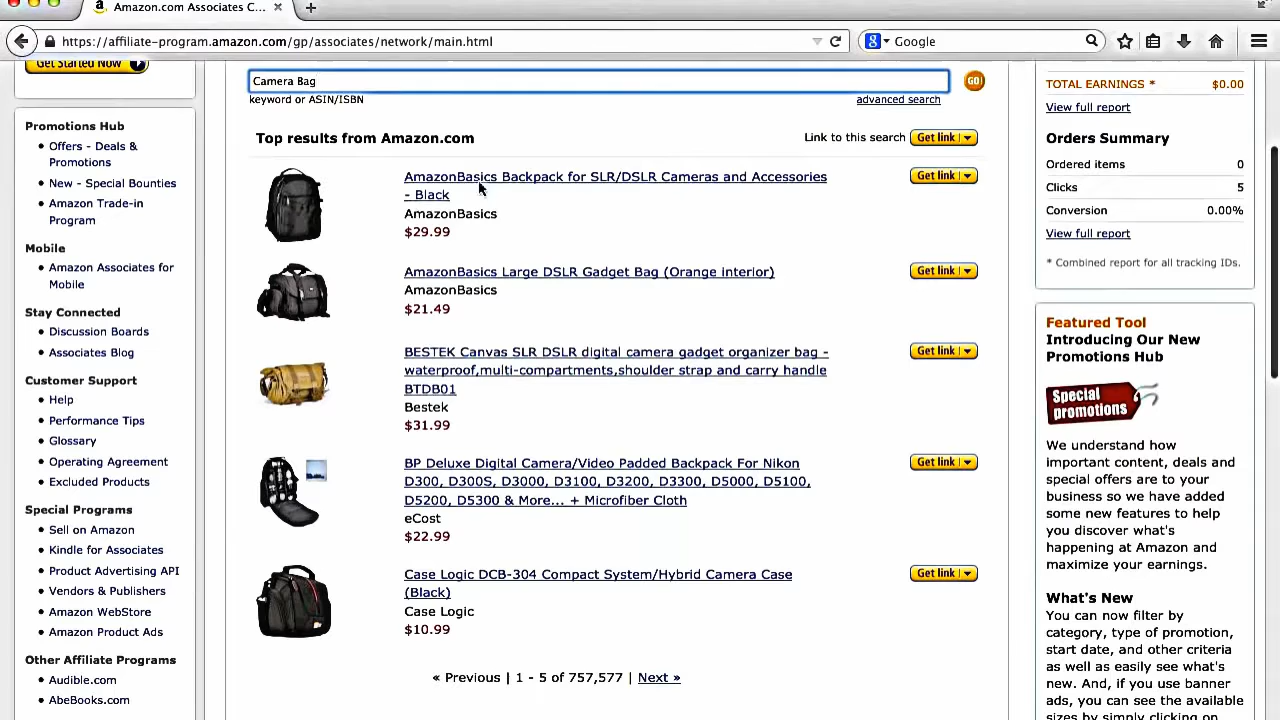 Amazon.com Associates C...
https://affiliate-program.amazon.com/gp/associates/network/main.html
Google
Get Started Now
Promotions Hub
Offers - Deals &
Promotions
New - Special Bounties
Amazon Trade-in
Program
Mobile
Amazon Associates for
Mobile
Stay Connected
Discussion Boards
Associates Blog
Customer Support
Help
Performance Tips
Glossary
Operating Agreement
Excluded Products
Special Programs
Sell on Amazon
Kindle for Associates
Product Advertising API
Vendors & Publishers
Amazon WebStore
Amazon Product Ads
Other Affiliate Programs
Audible.com
AbeBooks.com
Camera Bag
GO!
keyword or ASIN/ISBN
advanced search
Top results from Amazon.com
Link to this search Get link
AmazonBasics Backpack for SLR/DSLR Cameras and Accessories
- Black
AmazonBasics
$29.99
Get link
AmazonBasics Large DSLR Gadget Bag (Orange interior)
AmazonBasics
$21.49
Get link
BESTEK Canvas SLR DSLR digital camera gadget organizer bag -
waterproof,multi-compartments,shoulder strap and carry handle
BTDB01
Bestek
$31.99
Get link
BP Deluxe Digital Camera/Video Padded Backpack For Nikon
D300, D300S, D3000, D3100, D3200, D3300, D5000, D5100,
D5200, D5300 & More... + Microfiber Cloth
eCost
$22.99
Get link
Case Logic DCB-304 Compact System/Hybrid Camera Case
(Black)
Case Logic
$10.99
Get link
« Previous | 1 - 5 of 757,577 | Next »
TOTAL EARNINGS * $0.00
View full report
Orders Summary
Ordered items 0
Clicks 5
Conversion 0.00%
View full report
* Combined report for all tracking IDs.
Featured Tool
Introducing Our New
Promotions Hub
Special
promotions
We understand how
important content, deals and
special offers are to your
business so we have added
some new features to help
you discover what's
happening at Amazon and
maximize your earnings.
What's New
You can now filter by
category, type of promotion,
start date, and other criteria
as well as easily see what's
new. And, if you use banner
ads, you can see the available
sizes by simply clicking on